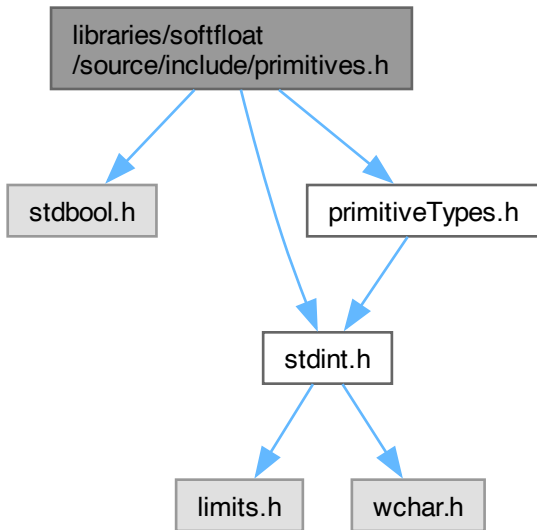 libraries/softfloat
/source/include/primitives.h
stdbool.h
primitiveTypes.h
stdint.h
limits.h
wchar.h